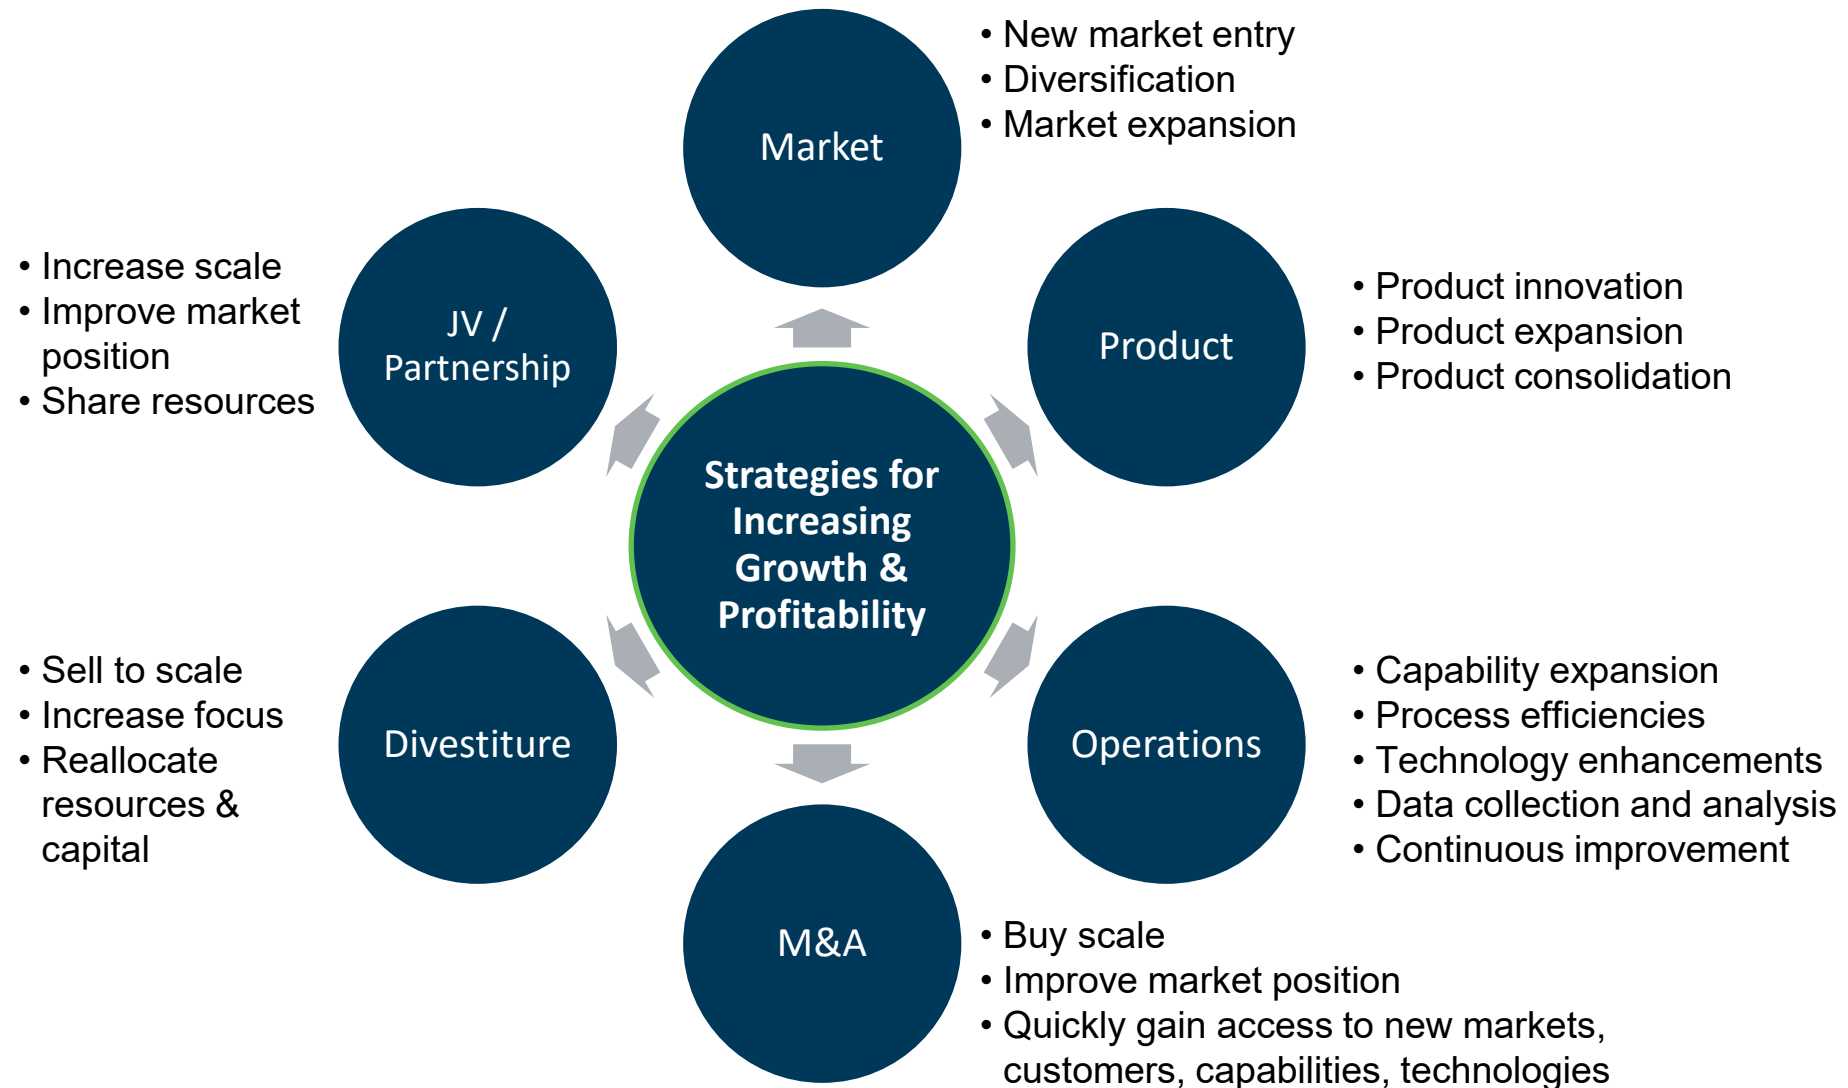 Market
• New market entry
• Diversification
• Market expansion
Product
• Product innovation
• Product expansion
• Product consolidation
Operations
• Capability expansion
• Process efficiencies
• Technology enhancements
• Data collection and analysis
• Continuous improvement
M&A
• Buy scale
• Improve market position
• Quickly gain access to new markets,
customers, capabilities, technologies
Divestiture
• Sell to scale
• Increase focus
• Reallocate
resources &
capital
JV /
Partnership
• Increase scale
• Improve market
position
• Share resources
Strategies for
Increasing
Growth &
Profitability